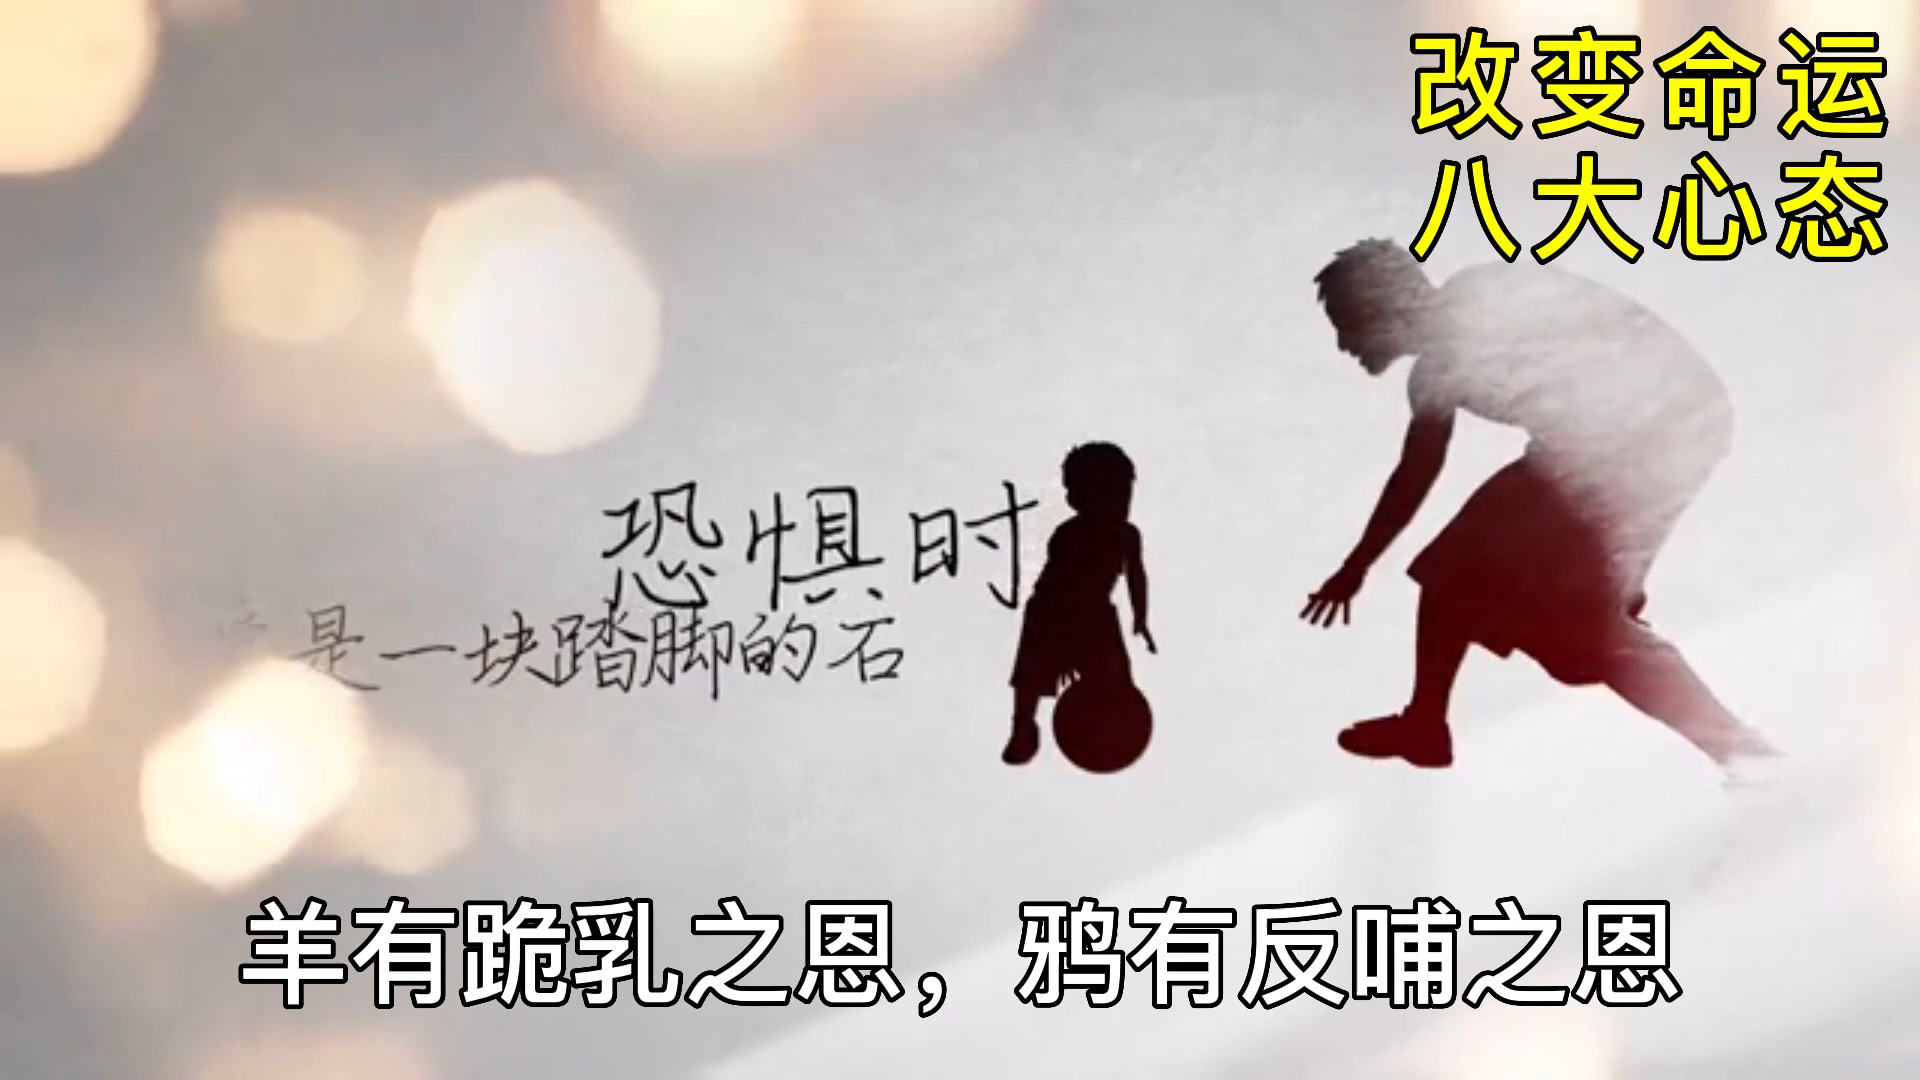 改变命运
八大心态
恐惧时
是一块踏脚的石
羊有跪乳之恩，鸦有反哺之恩